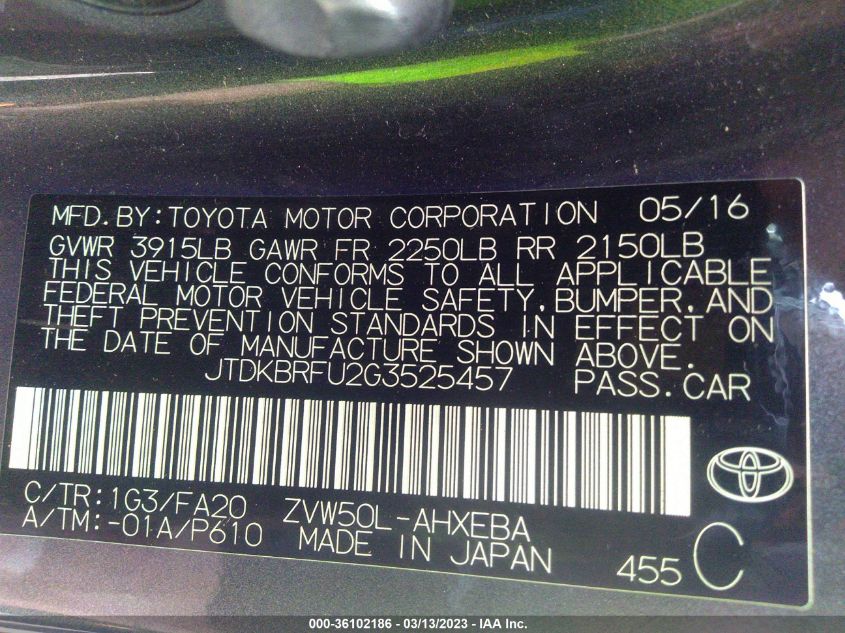 MFD.BY:TOYOTA MOTOR CORPORATION 05/16
GVWR 3915LB GAWR FR 2250LB RR 2150LB
THIS VEHICLE CONFORMS TO ALL APPLICABLE
FEDERAL MOTOR VEHICLE SAFETY,BUMPER,AND
THEFT PREVENTION STANDARDS IN EFFECT ON
THE DATE OF MANUFACTURE SHOWN ABOVE.
JTDKBRFU2G3525457 PASS.CAR
C/TR:1G3/FA20 ZVW50L-AHXEBA
A/TM:-01A/P610 MADE IN JAPAN 455 C
000-36102186 - 03/13/2023 - IAA Inc.